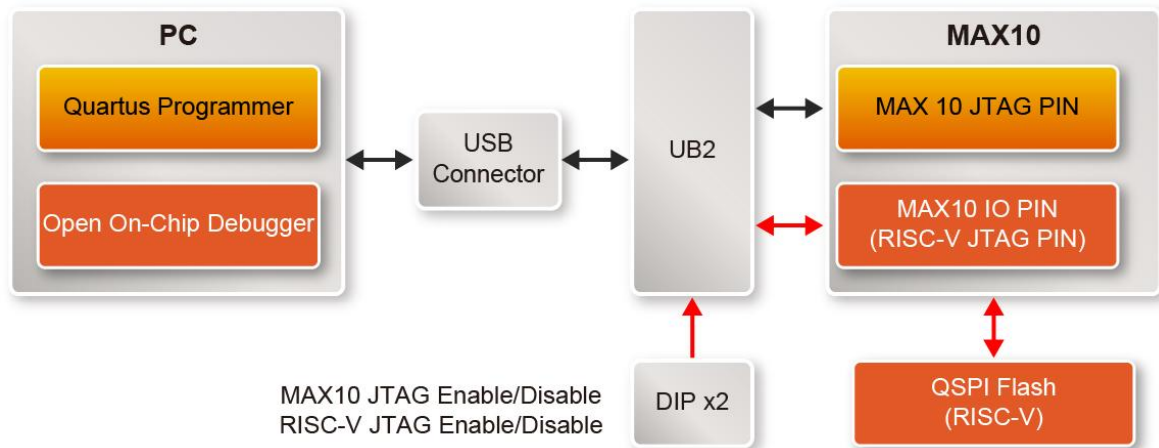 PC
Quartus Programmer
Open On-Chip Debugger
USB
Connector
UB2
MAX10
MAX 10 JTAG PIN
MAX10 IO PIN
(RISC-V JTAG PIN)
MAX10 JTAG Enable/Disable
RISC-V JTAG Enable/Disable
DIP x2
QSPI Flash
(RISC-V)